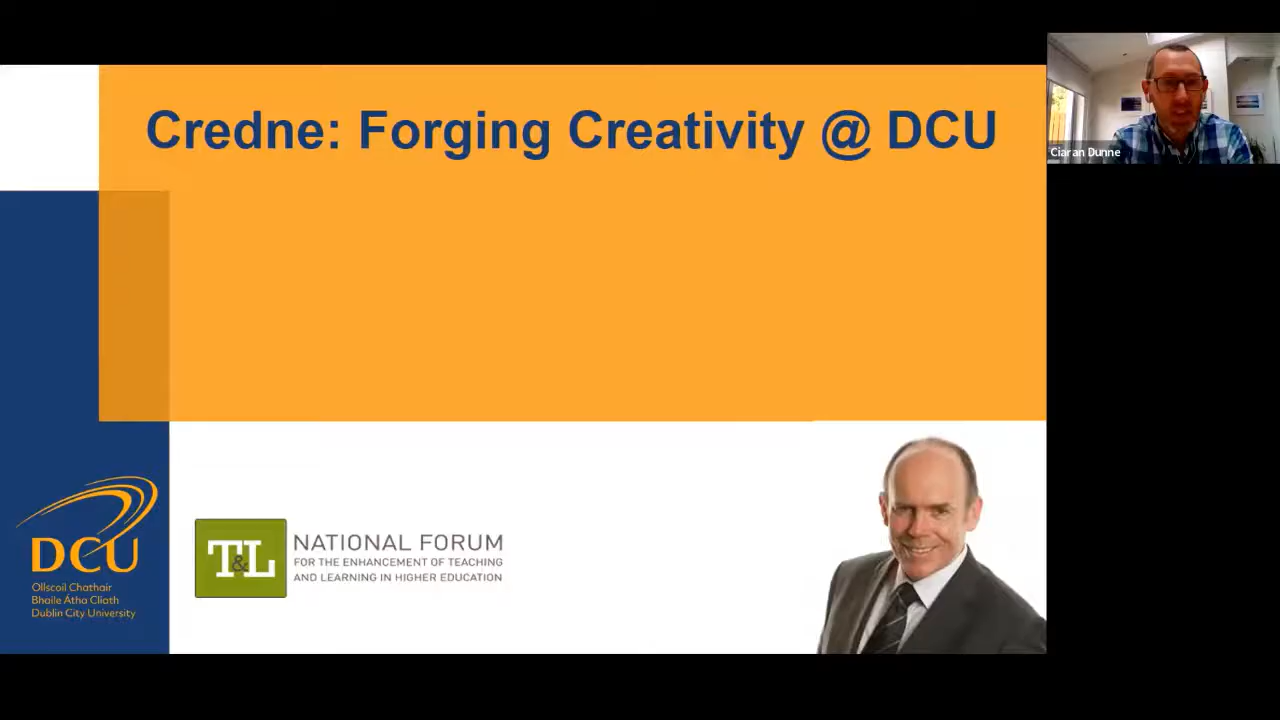 Credne: Forging Creativity @ DCU
Ciaran Dunne
DCU
Ollscoil Chathair
Bhaile Átha Cliath
Dublin City University
T&L
NATIONAL FORUM
FOR THE ENHANCEMENT OF TEACHING
AND LEARNING IN HIGHER EDUCATION